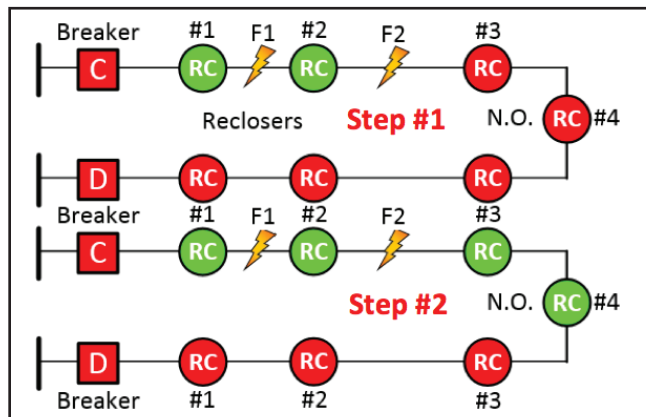 Breaker #1 F1 #2 F2 #3
C RC RC RC
Reclosers Step #1 N.O. RC #4
D RC RC RC
Breaker #1 F1 #2 F2 #3
C RC RC RC
Step #2 N.O. RC #4
D RC RC RC
Breaker #1 #2 #3